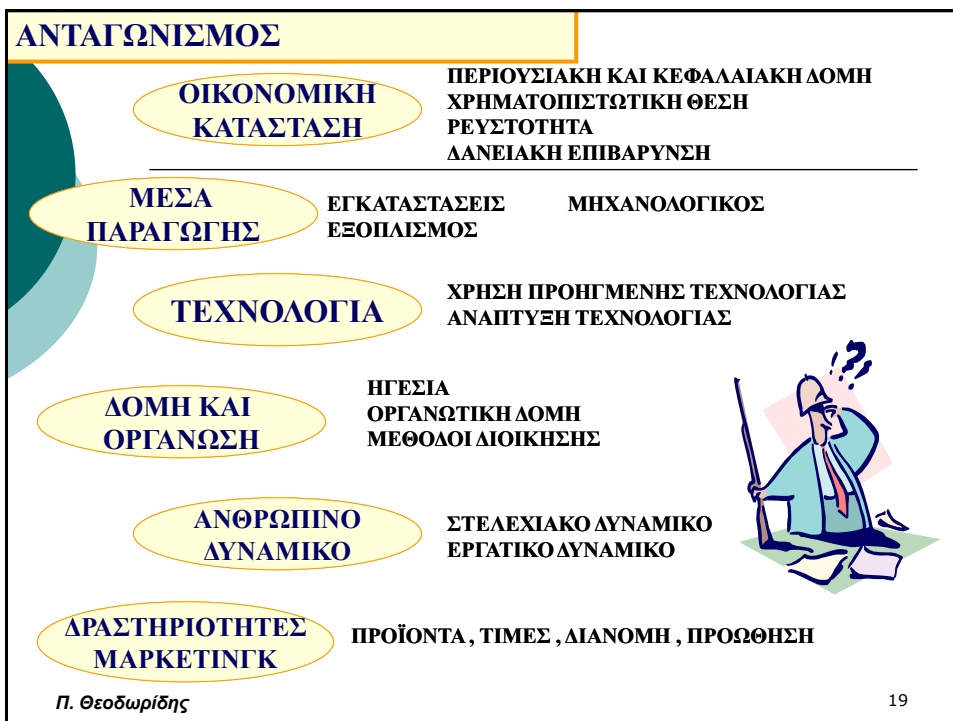 ΑΝΤΑΓΩΝΙΣΜΟΣ
ΟΙΚΟΝΟΜΙΚΗ
ΚΑΤΑΣΤΑΣΗ
ΠΕΡΙΟΥΣΙΑΚΗ ΚΑΙ ΚΕΦΑΛΑΙΑΚΗ ΔΟΜΗ
ΧΡΗΜΑΤΟΠΙΣΤΩΤΙΚΗ ΘΕΣΗ
ΡΕΥΣΤΟΤΗΤΑ
ΔΑΝΕΙΑΚΗ ΕΠΙΒΑΡΥΝΣΗ
ΜΕΣΑ
ΠΑΡΑΓΩΓΗΣ
ΕΓΚΑΤΑΣΤΑΣΕΙΣ ΜΗΧΑΝΟΛΟΓΙΚΟΣ
ΕΞΟΠΛΙΣΜΟΣ
ΤΕΧΝΟΛΟΓΙΑ
ΧΡΗΣΗ ΠΡΟΗΓΜΕΝΗΣ ΤΕΧΝΟΛΟΓΙΑΣ
ΑΝΑΠΤΥΞΗ ΤΕΧΝΟΛΟΓΙΑΣ
ΔΟΜΗ ΚΑΙ
ΟΡΓΑΝΩΣΗ
ΗΓΕΣΙΑ
ΟΡΓΑΝΩΤΙΚΗ ΔΟΜΗ
ΜΕΘΟΔΟΙ ΔΙΟΙΚΗΣΗΣ
ΑΝΘΡΩΠΙΝΟ
ΔΥΝΑΜΙΚΟ
ΣΤΕΛΕΧΙΑΚΟ ΔΥΝΑΜΙΚΟ
ΕΡΓΑΤΙΚΟ ΔΥΝΑΜΙΚΟ
ΔΡΑΣΤΗΡΙΟΤΗΤΕΣ
ΜΑΡΚΕΤΙΝΓΚ
ΠΡΟΪΟΝΤΑ , ΤΙΜΕΣ , ΔΙΑΝΟΜΗ , ΠΡΟΩΘΗΣΗ
?!
Π. Θεοδωρίδης
19